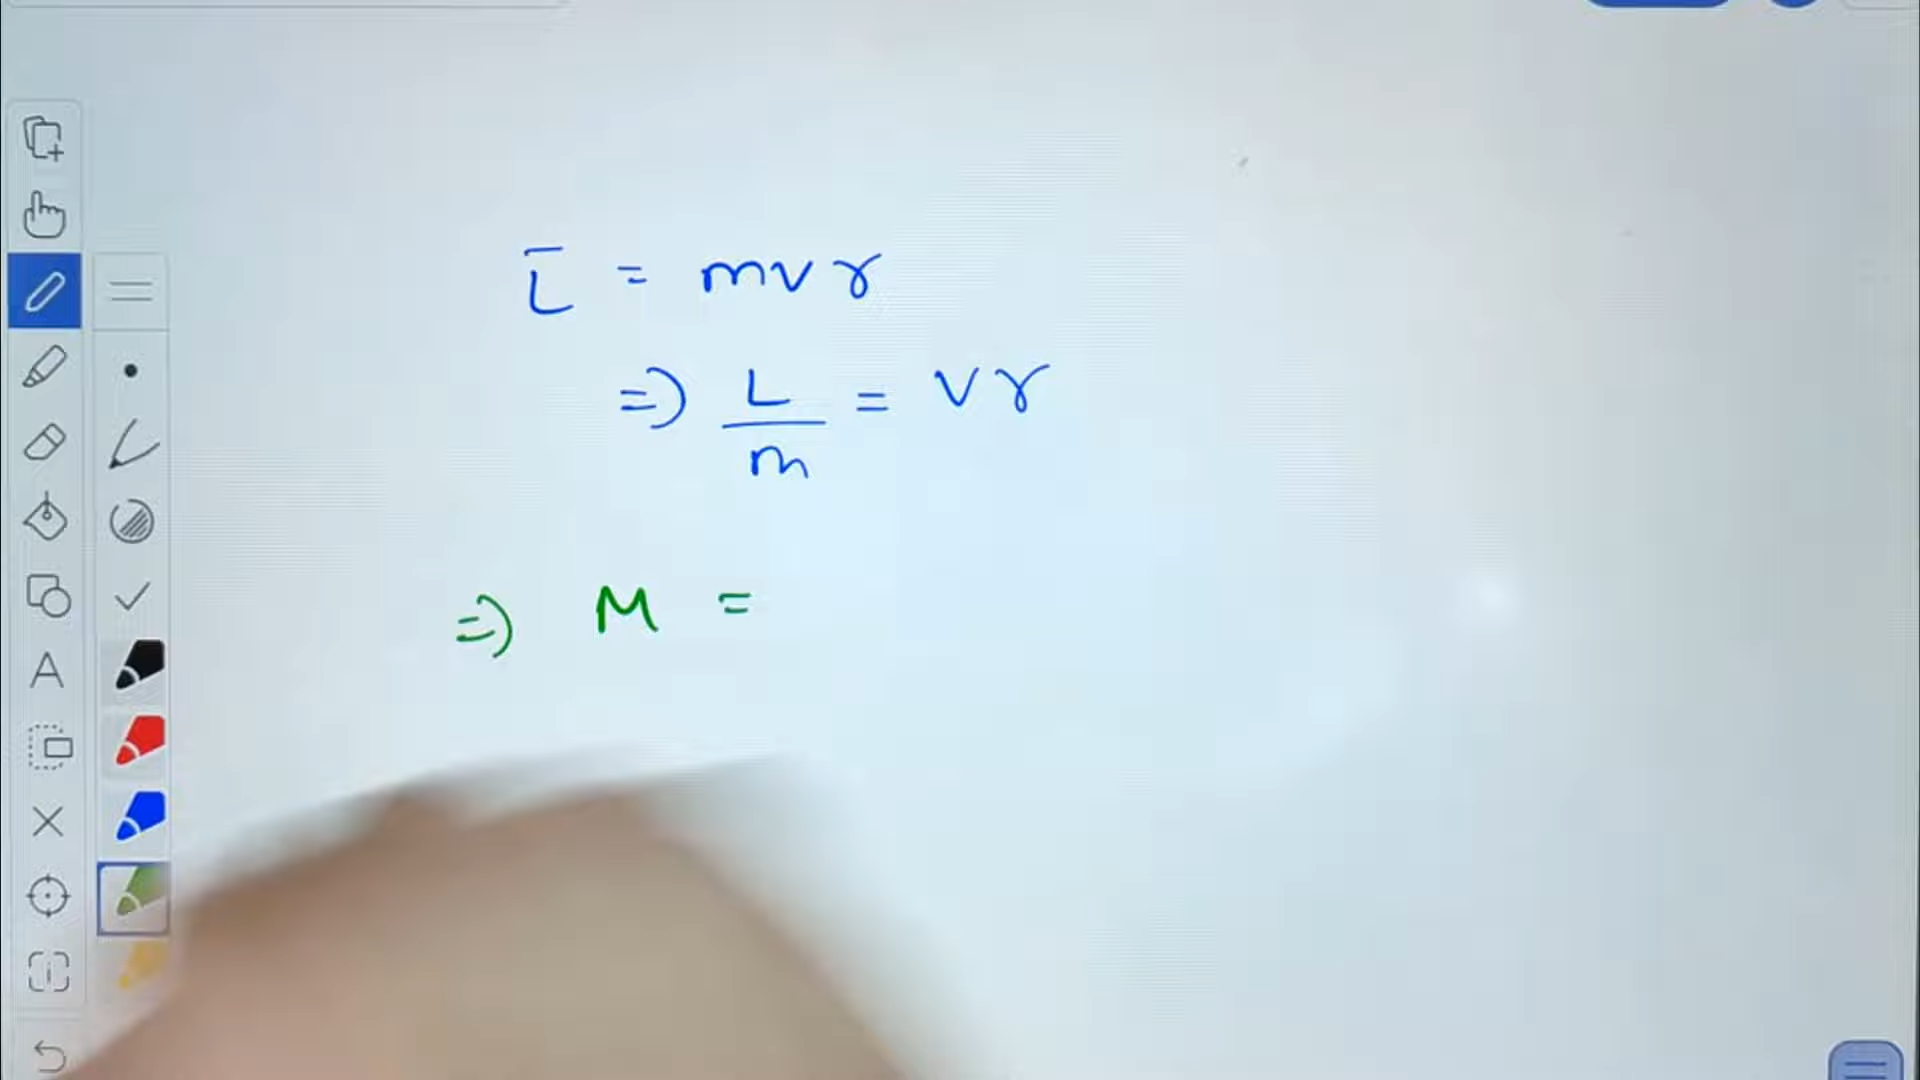 L̄ = mvr
=> L/m = vr
=> M =
A